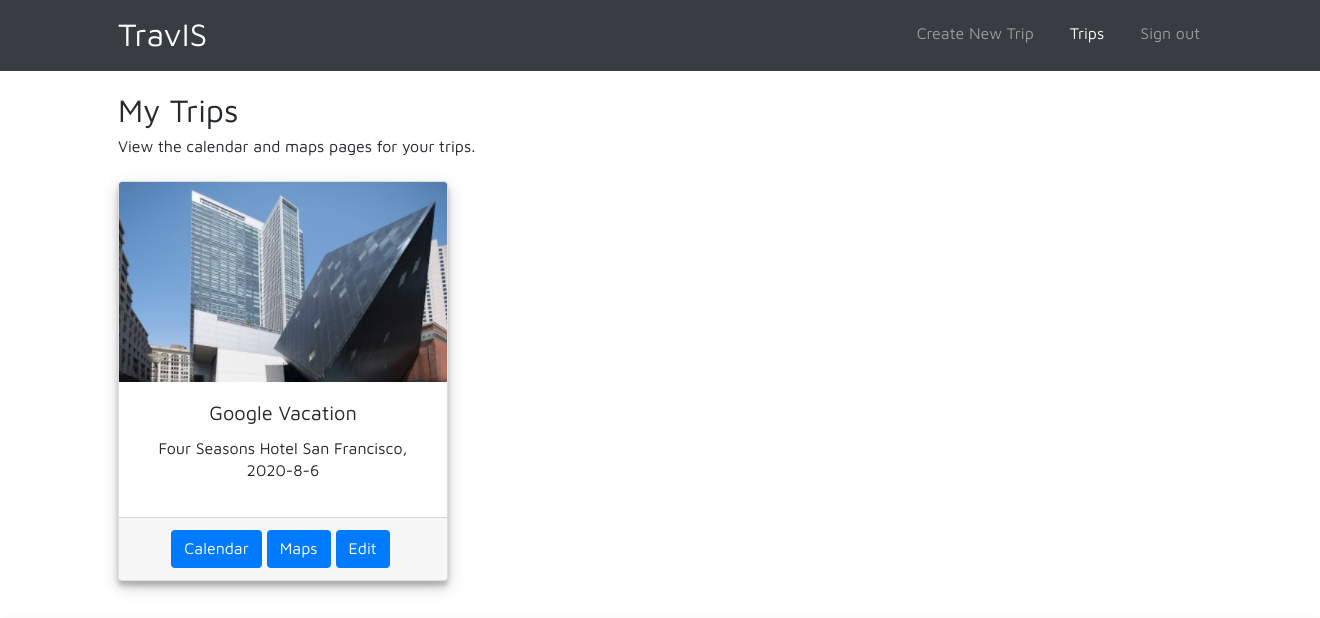 TravIS
Create New Trip
Trips
Sign out
My Trips
View the calendar and maps pages for your trips.
Google Vacation
Four Seasons Hotel San Francisco,
2020-8-6
Calendar
Maps
Edit